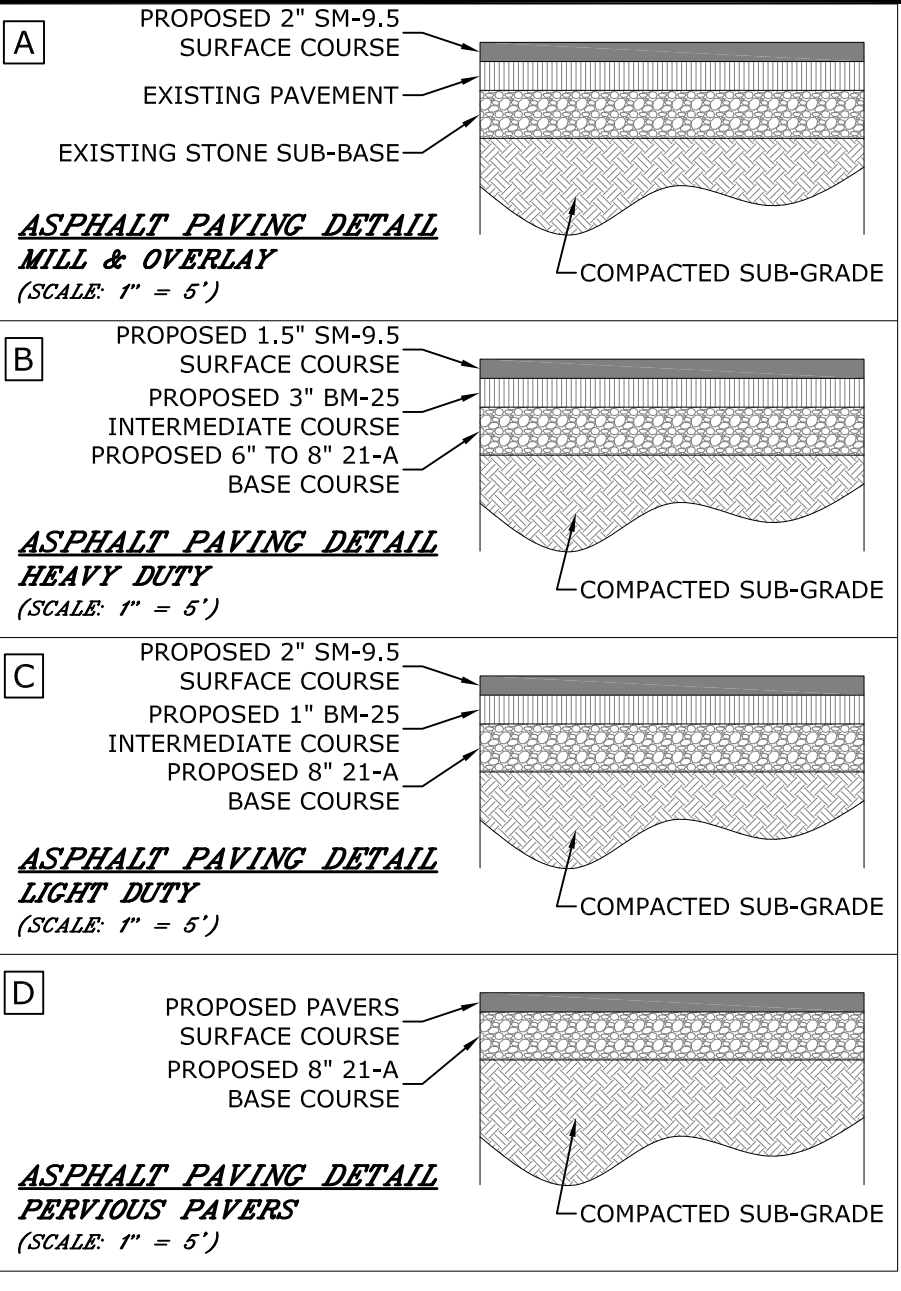 A
PROPOSED 2" SM-9.5
SURFACE COURSE
EXISTING PAVEMENT
EXISTING STONE SUB-BASE
ASPHALT PAVING DETAIL
MILL & OVERLAY
(SCALE: 1" = 5')
COMPACTED SUB-GRADE
B
PROPOSED 1.5" SM-9.5
SURFACE COURSE
PROPOSED 3" BM-25
INTERMEDIATE COURSE
PROPOSED 6" TO 8" 21-A
BASE COURSE
ASPHALT PAVING DETAIL
HEAVY DUTY
(SCALE: 1" = 5')
COMPACTED SUB-GRADE
C
PROPOSED 2" SM-9.5
SURFACE COURSE
PROPOSED 1" BM-25
INTERMEDIATE COURSE
PROPOSED 8" 21-A
BASE COURSE
ASPHALT PAVING DETAIL
LIGHT DUTY
(SCALE: 1" = 5')
COMPACTED SUB-GRADE
D
PROPOSED PAVERS
SURFACE COURSE
PROPOSED 8" 21-A
BASE COURSE
ASPHALT PAVING DETAIL
PERVIOUS PAVERS
(SCALE: 1" = 5')
COMPACTED SUB-GRADE